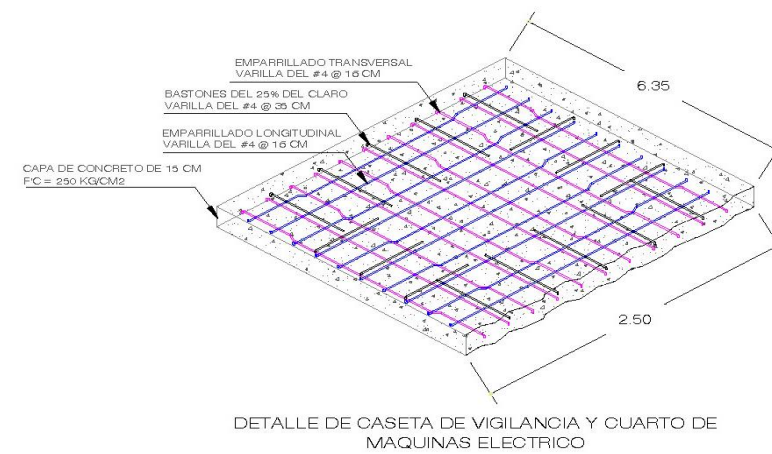 EMPARRILLADO TRANSVERSAL
VARILLA DEL #4 @ 15 CM
BASTONES DEL 25% DEL CLARO
VARILLA DEL #4 @ 35 CM
EMPARRILLADO LONGITUDINAL
VARILLA DEL #4 @ 15 CM
CAPA DE CONCRETO DE 15 CM
F'C = 250 KG/CM2
6.35
2.50
DETALLE DE CASETA DE VIGILANCIA Y CUARTO DE
MAQUINAS ELECTRICO